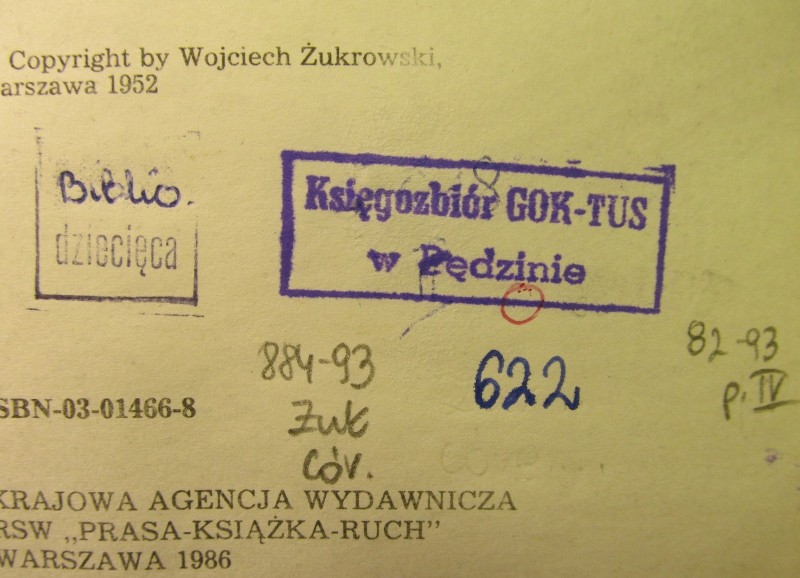 Copyright by Wojciech Żukrowski,
arszawa 1952
Biblio.
dziecięca
Księgozbiór GOK-TUS
w Będzinie
884-93
Żuk
Cór.
622
82-93
p. IV
SBN-03-01466-8
KRAJOWA AGENCJA WYDAWNICZA
RSW „PRASA-KSIĄŻKA-RUCH”
WARSZAWA 1986